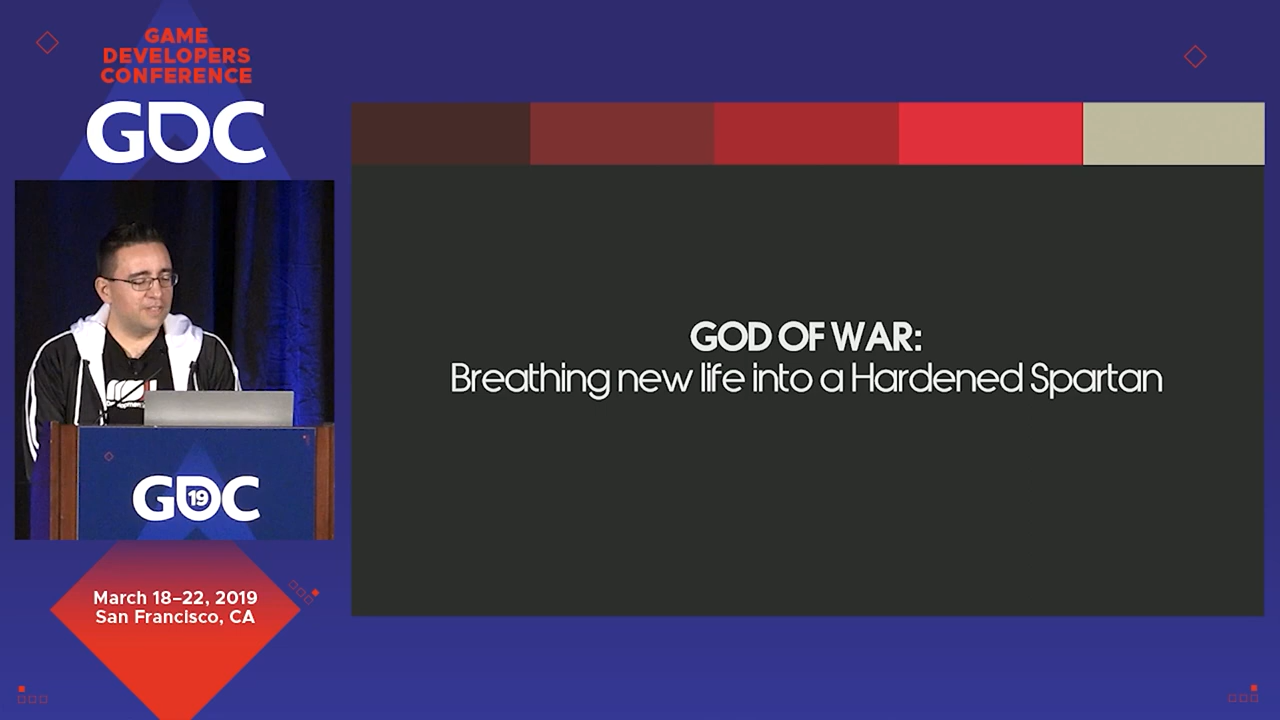 GAME
DEVELOPERS
CONFERENCE
GDC
GOD OF WAR:
Breathing new life into a Hardened Spartan
GDC
19
March 18–22, 2019
San Francisco, CA